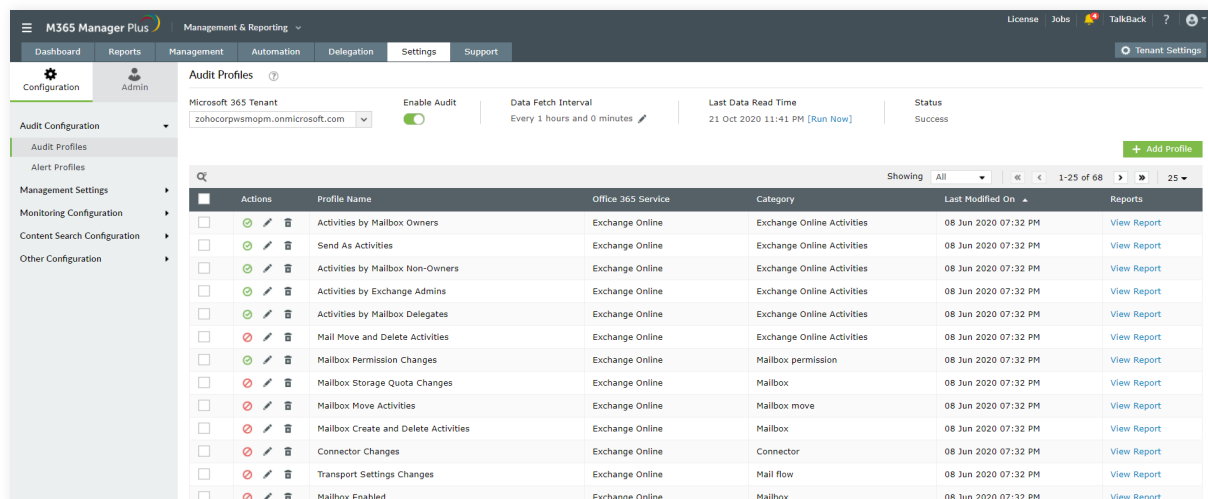 M365 Manager Plus Management & Reporting License Jobs 4 TalkBack ?
Dashboard Reports Management Automation Delegation Settings Support Tenant Settings
Configuration Admin
Audit Profiles ?
Microsoft 365 Tenant Enable Audit Data Fetch Interval Last Data Read Time Status
zohocorpwsmopm.onmicrosoft.com Every 1 hours and 0 minutes 21 Oct 2020 11:41 PM [Run Now] Success
Audit Configuration
Audit Profiles
Alert Profiles
Management Settings
Monitoring Configuration
Content Search Configuration
Other Configuration
+ Add Profile
Showing All 1-25 of 68 25
Actions Profile Name Office 365 Service Category Last Modified On Reports
Activities by Mailbox Owners Exchange Online Exchange Online Activities 08 Jun 2020 07:32 PM View Report
Send As Activities Exchange Online Exchange Online Activities 08 Jun 2020 07:32 PM View Report
Activities by Mailbox Non-Owners Exchange Online Exchange Online Activities 08 Jun 2020 07:32 PM View Report
Activities by Exchange Admins Exchange Online Exchange Online Activities 08 Jun 2020 07:32 PM View Report
Activities by Mailbox Delegates Exchange Online Exchange Online Activities 08 Jun 2020 07:32 PM View Report
Mail Move and Delete Activities Exchange Online Exchange Online Activities 08 Jun 2020 07:32 PM View Report
Mailbox Permission Changes Exchange Online Mailbox permission 08 Jun 2020 07:32 PM View Report
Mailbox Storage Quota Changes Exchange Online Mailbox 08 Jun 2020 07:32 PM View Report
Mailbox Move Activities Exchange Online Mailbox move 08 Jun 2020 07:32 PM View Report
Mailbox Create and Delete Activities Exchange Online Mailbox 08 Jun 2020 07:32 PM View Report
Connector Changes Exchange Online Connector 08 Jun 2020 07:32 PM View Report
Transport Settings Changes Exchange Online Mail flow 08 Jun 2020 07:32 PM View Report
Mailbox Enabled Exchange Online Mailbox 08 Jun 2020 07:32 PM View Report